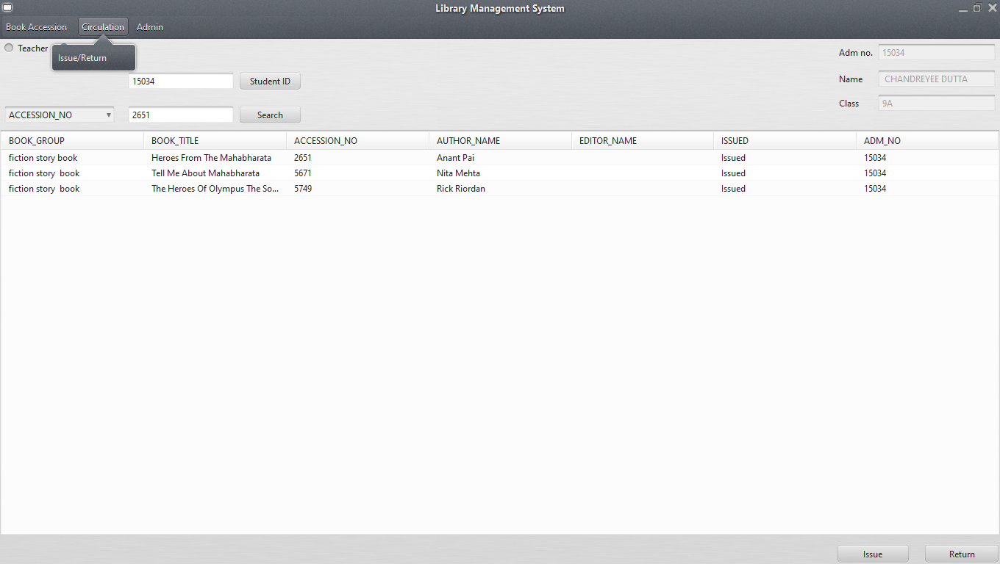 Library Management System
Book Accession Circulation Admin
Teacher
Issue/Return
Adm no. 15034
Name CHANDREYEE DUTTA
15034 Student ID
Class 9A
ACCESSION_NO 2651 Search
BOOK_GROUP BOOK_TITLE ACCESSION_NO AUTHOR_NAME EDITOR_NAME ISSUED ADM_NO
fiction story book Heroes From The Mahabharata 2651 Anant Pai Issued 15034
fiction story book Tell Me About Mahabharata 5671 Nita Mehta Issued 15034
fiction story book The Heroes Of Olympus The So... 5749 Rick Riordan Issued 15034
Issue Return